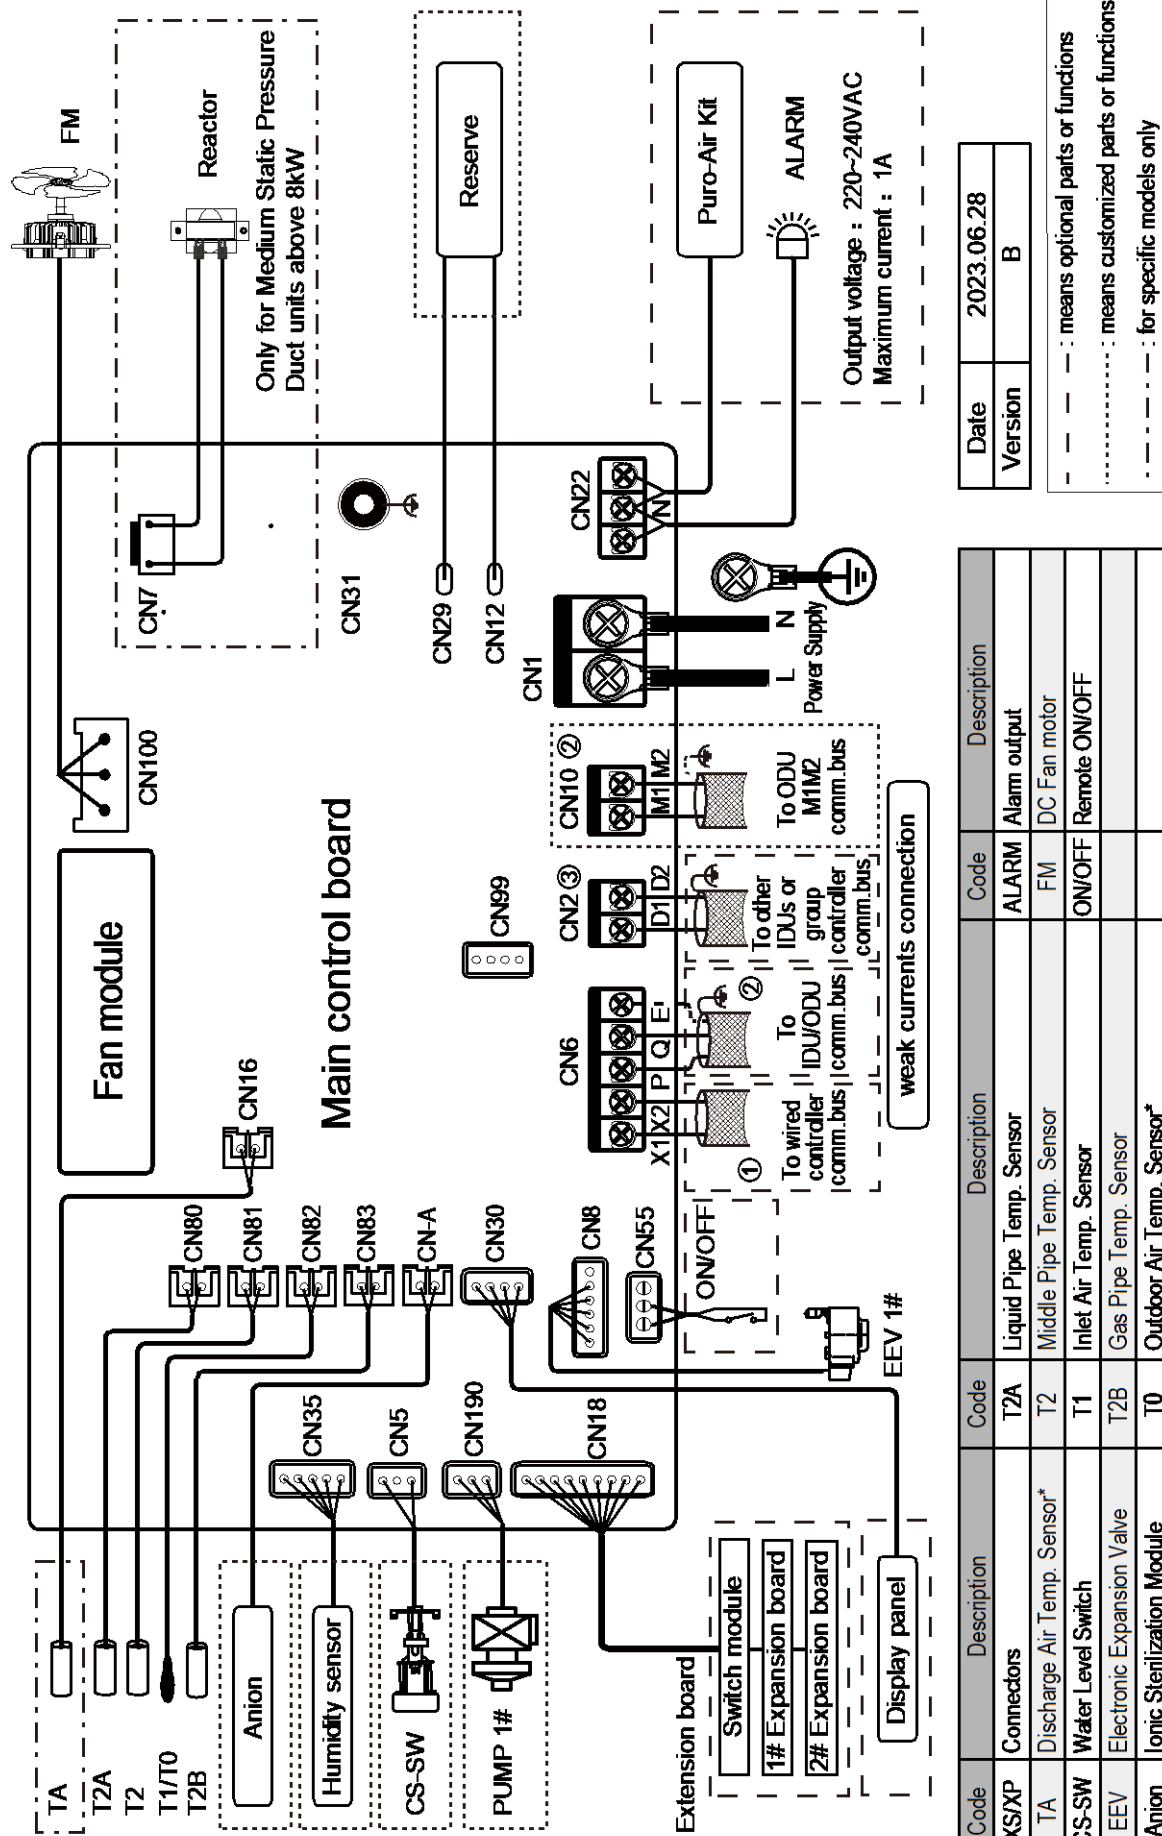 TA
T2A
T2
T1/T0
T2B
Anion
Humidity sensor
CS-SW
PUMP 1#
Extension board
Switch module
1# Expansion board
2# Expansion board
Display panel
CN16
CN80
CN81
CN82
CN83
CN-A
CN30
CN35
CN5
CN190
CN18
CN8
CN55
ON/OFF
EEV 1#
Fan module
Main control board
CN100
CN99
CN7
CN31
CN29
CN12
FM
Reactor
Only for Medium Static Pressure
Duct units above 8kW
Reserve
CN6
X1 X2 P Q E
①
To wired
controller
comm.bus
②
To
IDU/ODU
comm.bus
CN2 ③
D1 D2
To other
IDUs or
group
controller
comm.bus
CN10 ②
M1 M2
To ODU
M1M2
comm.bus
weak currents connection
CN1
L N
Power Supply
CN22
N
Puro-Air Kit
ALARM
Output voltage : 220~240VAC
Maximum current : 1A
Code Description Code Description Code Description
XS/XP Connectors T2A Liquid Pipe Temp. Sensor ALARM Alarm output
TA Discharge Air Temp. Sensor* T2 Middle Pipe Temp. Sensor FM DC Fan motor
CS-SW Water Level Switch T1 Inlet Air Temp. Sensor ON/OFF Remote ON/OFF
EEV Electronic Expansion Valve T2B Gas Pipe Temp. Sensor
Anion Ionic Sterilization Module T0 Outdoor Air Temp. Sensor*
Date 2023.06.28
Version B
: means optional parts or functions
: means customized parts or functions
: for specific models only